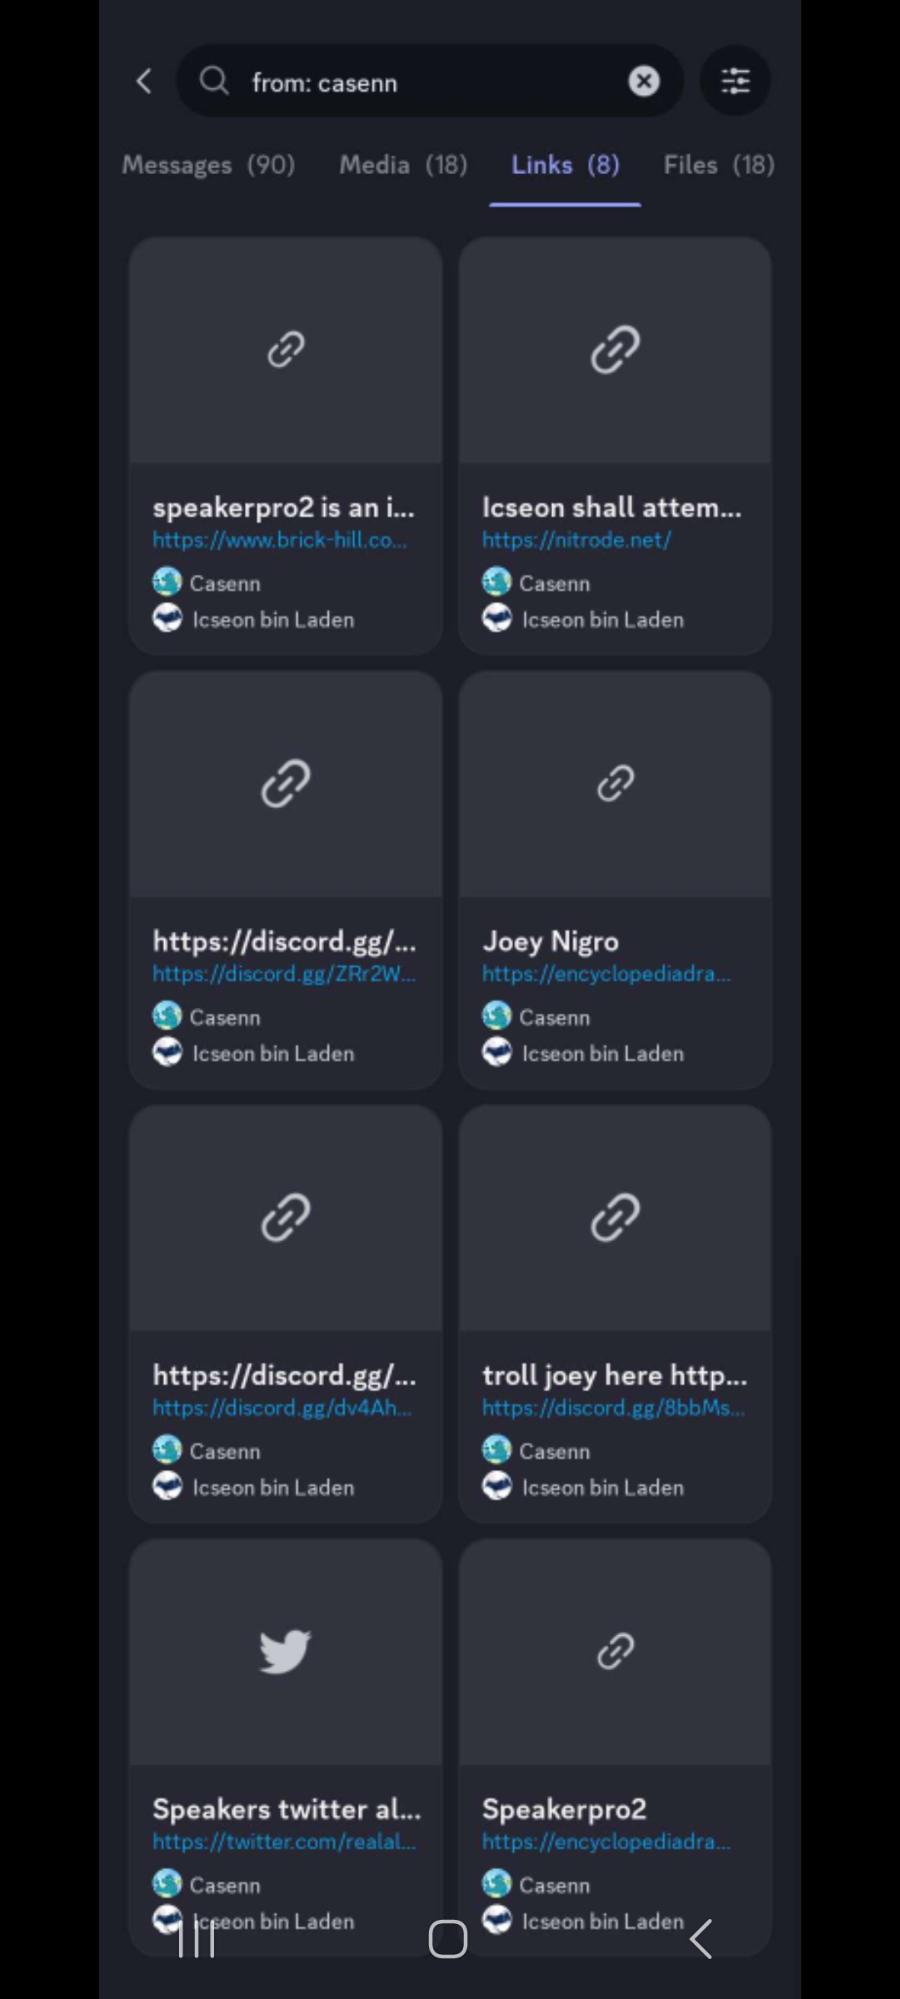 from: casenn
Messages (90) Media (18) Links (8) Files (18)
speakerpro2 is an i...
https://www.brick-hill.co...
Casenn
Icseon bin Laden
Icseon shall attem...
https://nitrode.net/
Casenn
Icseon bin Laden
https://discord.gg/...
https://discord.gg/ZRr2W...
Casenn
Icseon bin Laden
Joey Nigro
https://encyclopediadra...
Casenn
Icseon bin Laden
https://discord.gg/...
https://discord.gg/dv4Ah...
Casenn
Icseon bin Laden
troll joey here http...
https://discord.gg/8bbMs...
Casenn
Icseon bin Laden
Speakers twitter al...
https://twitter.com/realal...
Casenn
Icseon bin Laden
Speakerpro2
https://encyclopediadra...
Casenn
Icseon bin Laden